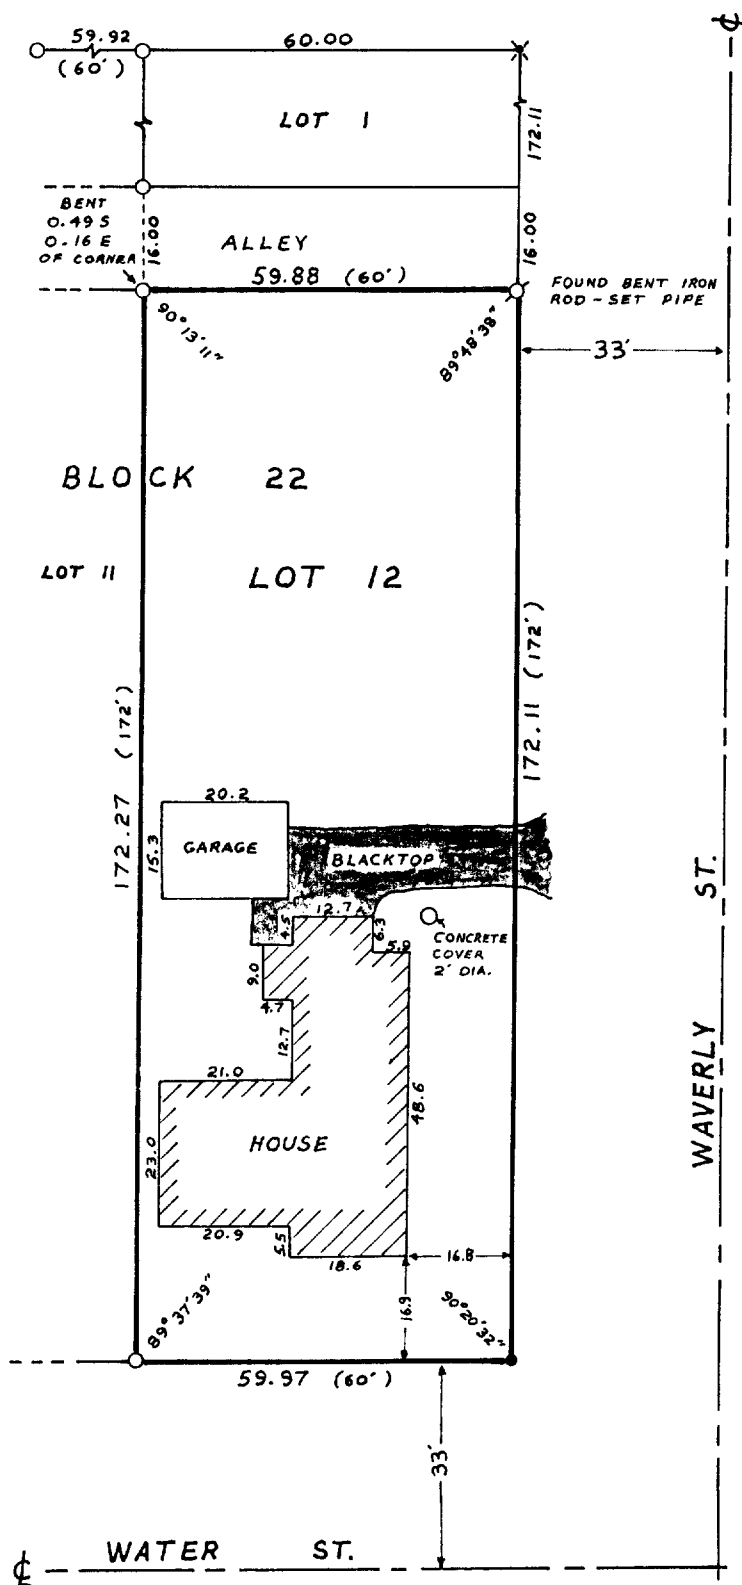 59.92
(60')
60.00
℄
LOT 1
172.11
BENT
0.49 S
0.16 E
OF CORNER
16.00
ALLEY
16.00
59.88 (60')
FOUND BENT IRON
ROD - SET PIPE
90°13'11"
89°48'38"
33'
BLOCK 22
LOT 11
LOT 12
172.27 (172')
172.11 (172')
20.2
15.3
GARAGE
BLACKTOP
WAVERLY ST.
12.7
4.5
6.3
5.9
CONCRETE
COVER
2' DIA.
9.0
4.7
12.7
21.0
48.6
23.0
HOUSE
20.9
5.5
18.6
16.8
16.9
89°37'39"
90°20'32"
59.97 (60')
33'
℄ WATER ST.